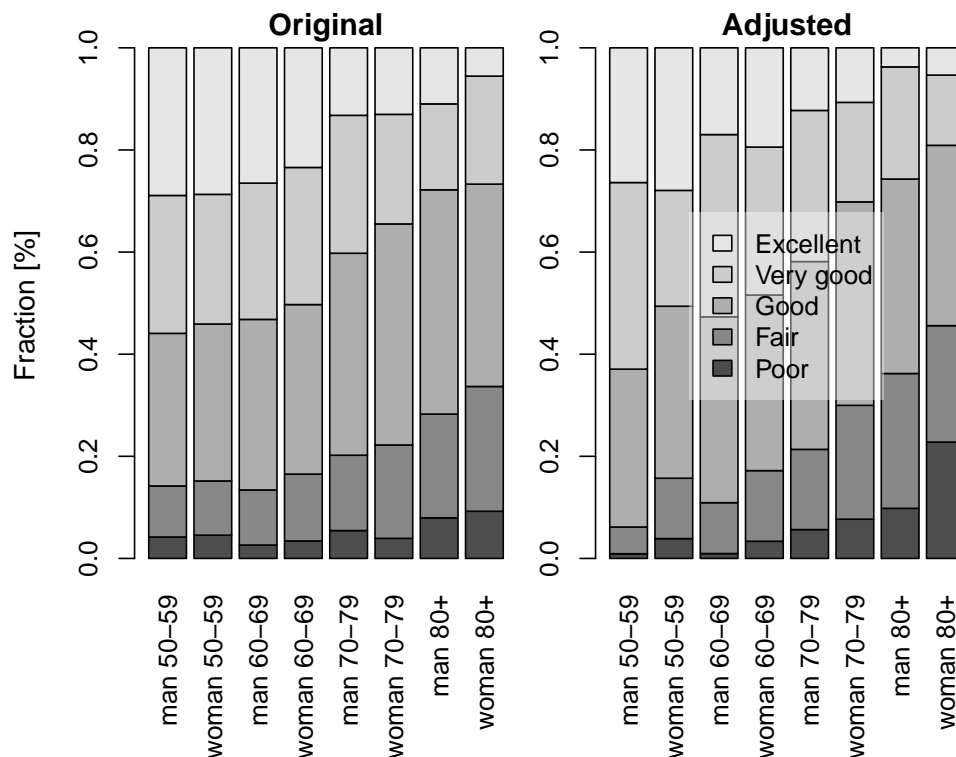 Original
Adjusted
Fraction [%]
1.0
0.8
0.6
0.4
0.2
0.0
man 50−59
woman 50−59
man 60−69
woman 60−69
man 70−79
woman 70−79
man 80+
woman 80+
1.0
0.8
0.6
0.4
0.2
0.0
Excellent
Very good
Good
Fair
Poor
man 50−59
woman 50−59
man 60−69
woman 60−69
man 70−79
woman 70−79
man 80+
woman 80+